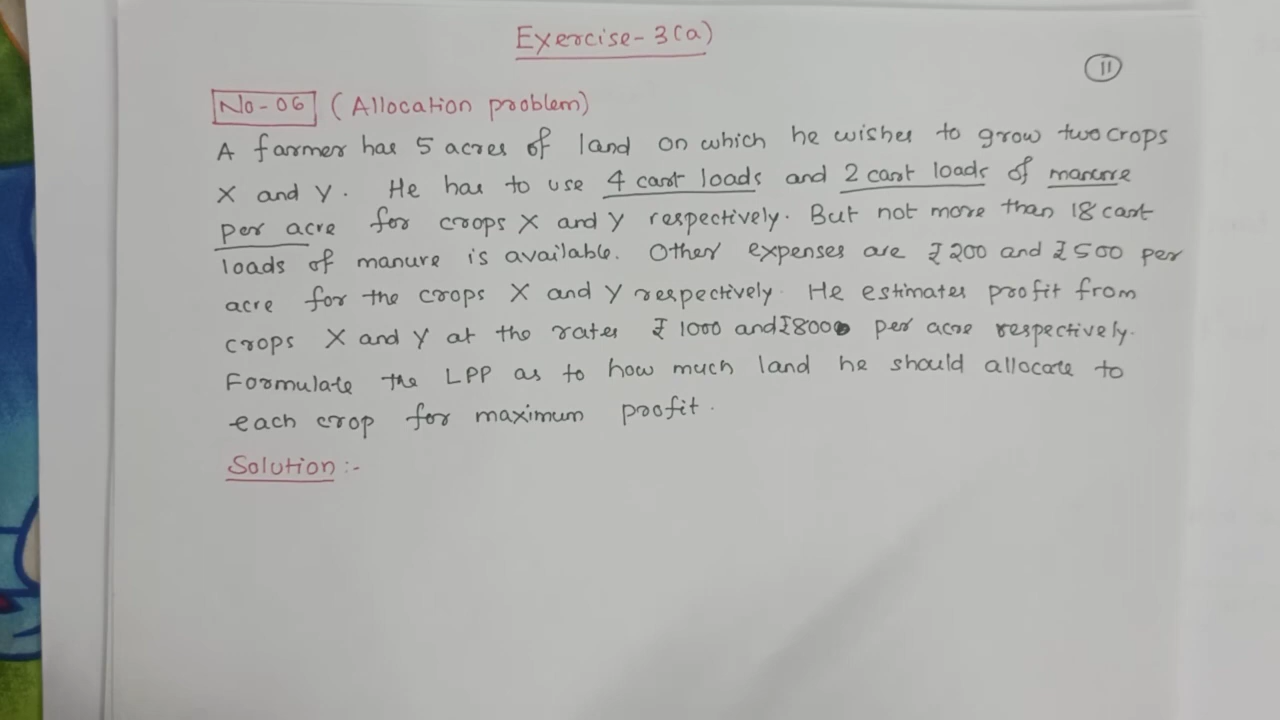 Exercise-3(a)
11
No-06 (Allocation problem)
A farmer has 5 acres of land on which he wishes to grow two crops
X and Y. He has to use 4 cart loads and 2 cart loads of manure
per acre for crops X and Y respectively. But not more than 18 cart
loads of manure is available. Other expenses are ₹200 and ₹500 per
acre for the crops X and Y respectively. He estimates profit from
crops X and Y at the rates ₹1000 and ₹800 per acre respectively.
Formulate the LPP as to how much land he should allocate to
each crop for maximum profit.
Solution:-